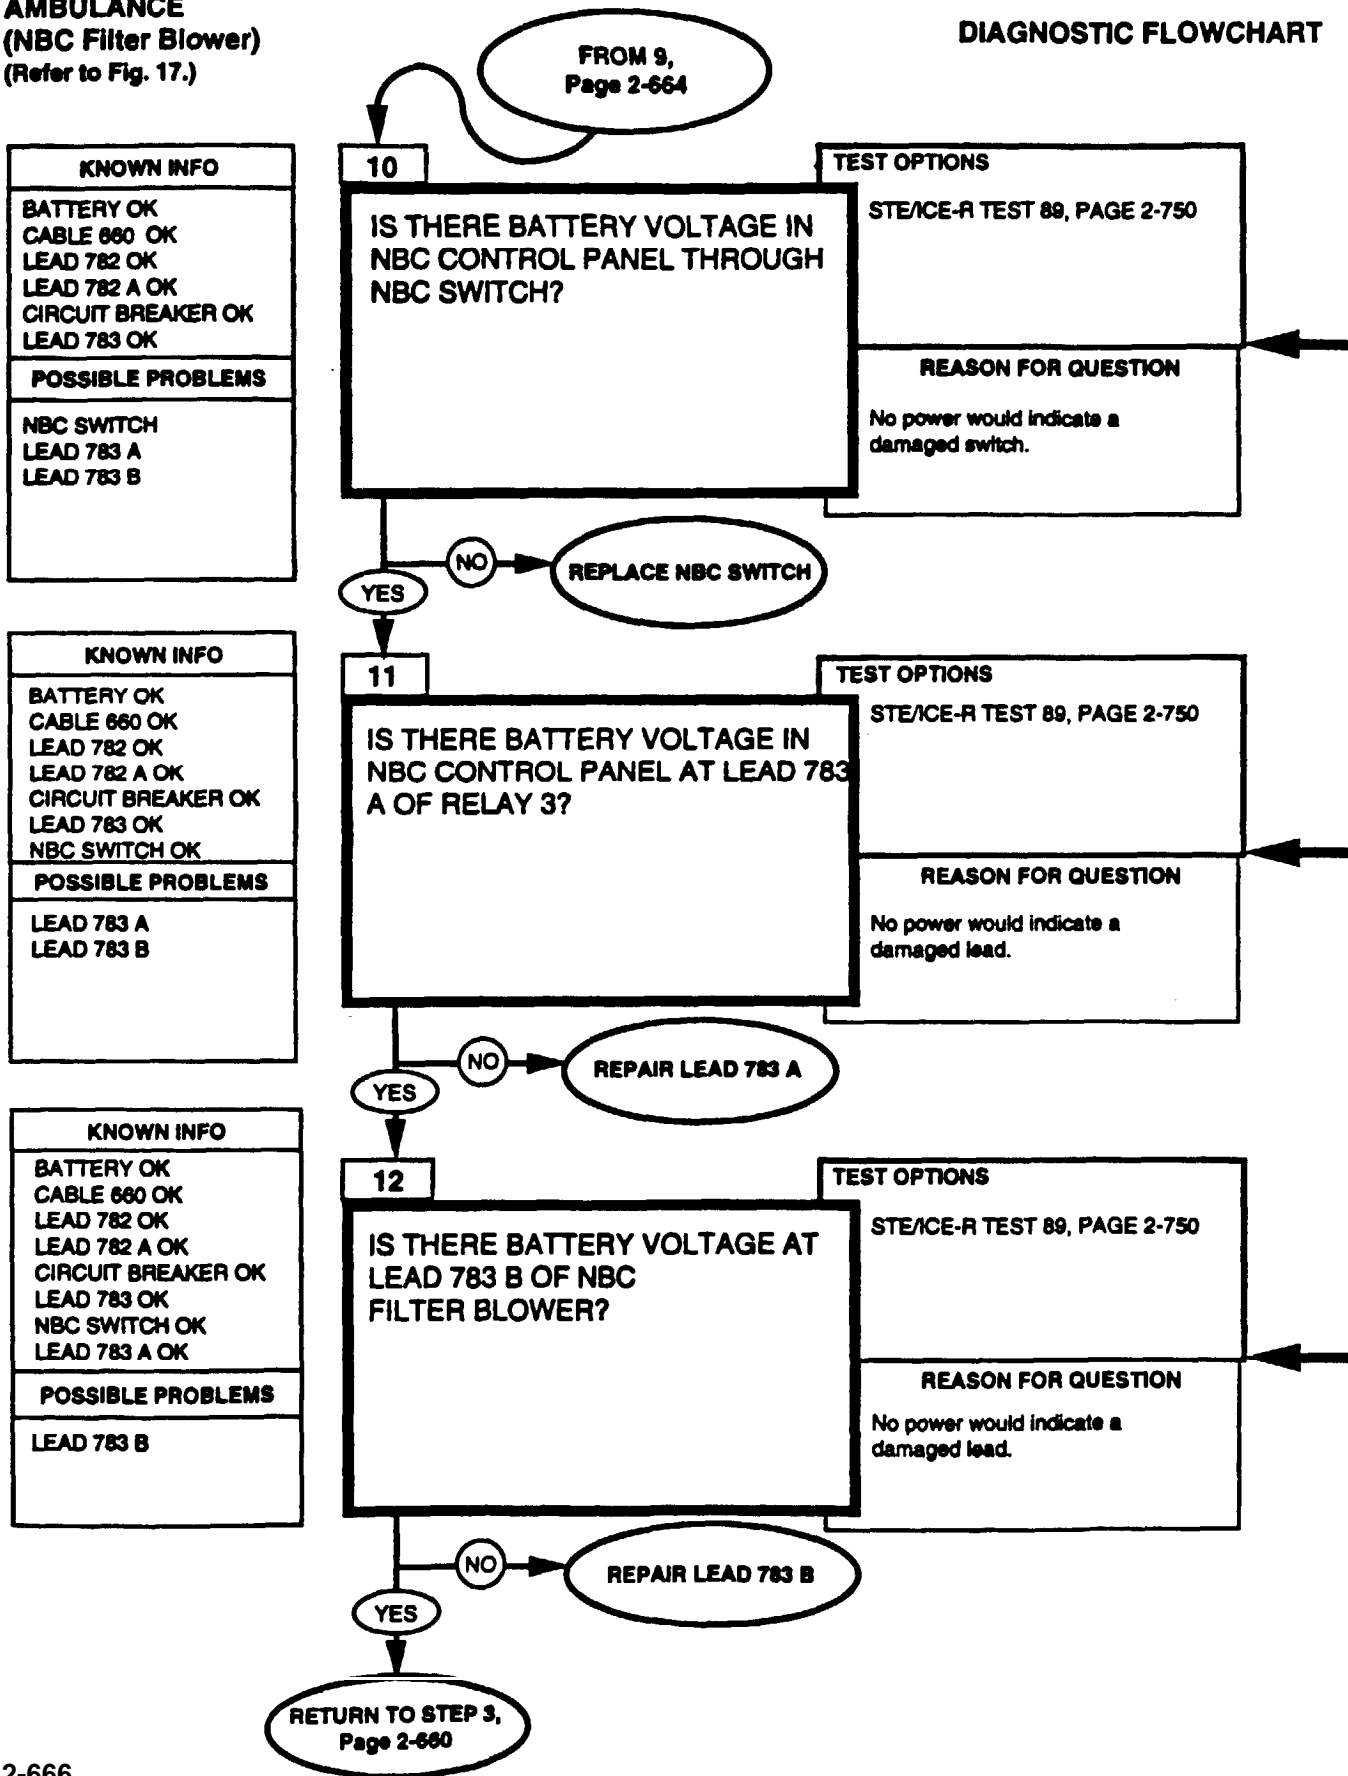 AMBULANCE
(NBC Filter Blower)
(Refer to Fig. 17.)
DIAGNOSTIC FLOWCHART
FROM 9,
Page 2-664
KNOWN INFO
BATTERY OK
CABLE 660 OK
LEAD 782 OK
LEAD 782 A OK
CIRCUIT BREAKER OK
LEAD 783 OK
POSSIBLE PROBLEMS
NBC SWITCH
LEAD 783 A
LEAD 783 B
10
IS THERE BATTERY VOLTAGE IN
NBC CONTROL PANEL THROUGH
NBC SWITCH?
TEST OPTIONS
STE/ICE-R TEST 89, PAGE 2-750
REASON FOR QUESTION
No power would indicate a
damaged switch.
NO
REPLACE NBC SWITCH
YES
KNOWN INFO
BATTERY OK
CABLE 660 OK
LEAD 782 OK
LEAD 782 A OK
CIRCUIT BREAKER OK
LEAD 783 OK
NBC SWITCH OK
POSSIBLE PROBLEMS
LEAD 783 A
LEAD 783 B
11
IS THERE BATTERY VOLTAGE IN
NBC CONTROL PANEL AT LEAD 783
A OF RELAY 3?
TEST OPTIONS
STE/ICE-R TEST 89, PAGE 2-750
REASON FOR QUESTION
No power would indicate a
damaged lead.
NO
REPAIR LEAD 783 A
YES
KNOWN INFO
BATTERY OK
CABLE 660 OK
LEAD 782 OK
LEAD 782 A OK
CIRCUIT BREAKER OK
LEAD 783 OK
NBC SWITCH OK
LEAD 783 A OK
POSSIBLE PROBLEMS
LEAD 783 B
12
IS THERE BATTERY VOLTAGE AT
LEAD 783 B OF NBC
FILTER BLOWER?
TEST OPTIONS
STE/ICE-R TEST 89, PAGE 2-750
REASON FOR QUESTION
No power would indicate a
damaged lead.
NO
REPAIR LEAD 783 B
YES
RETURN TO STEP 3,
Page 2-660
2-666